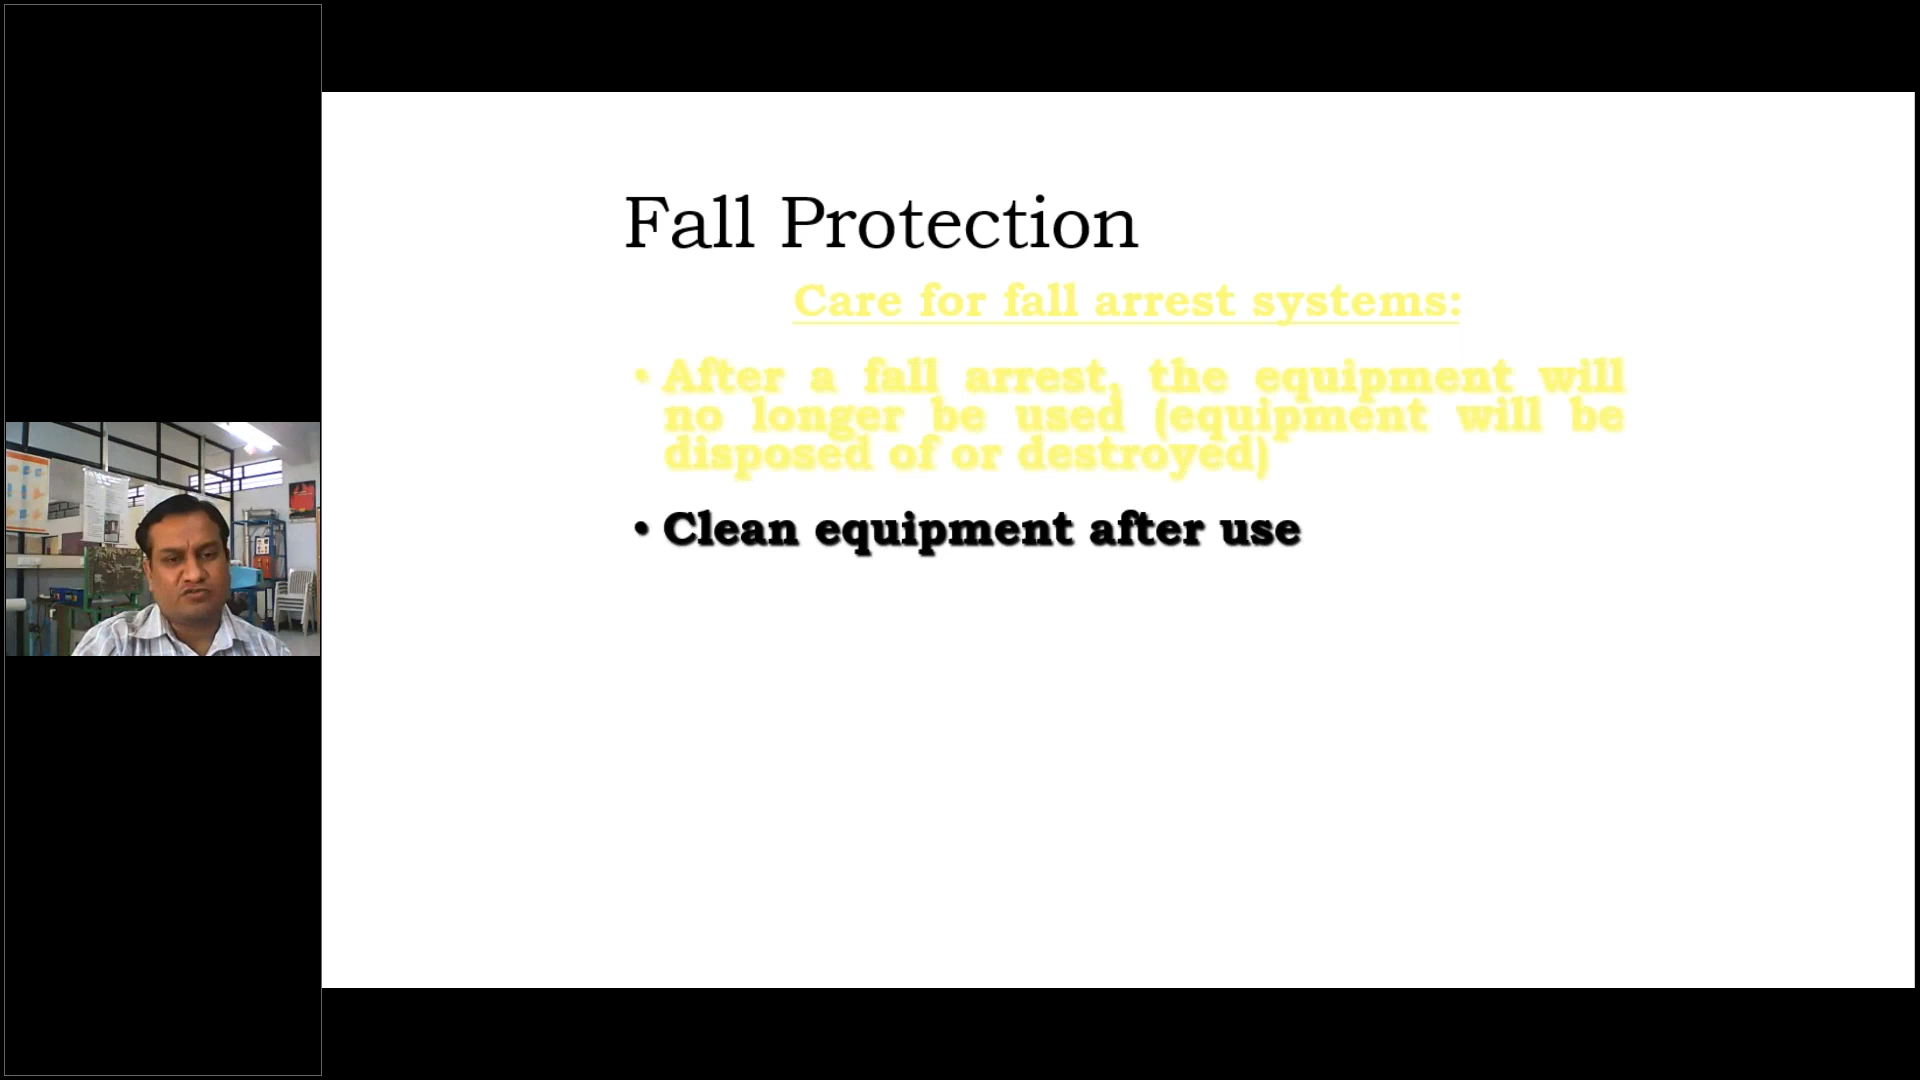 Fall Protection
Care for fall arrest systems:
• After a fall arrest, the equipment will
no longer be used (equipment will be
disposed of or destroyed)
• Clean equipment after use